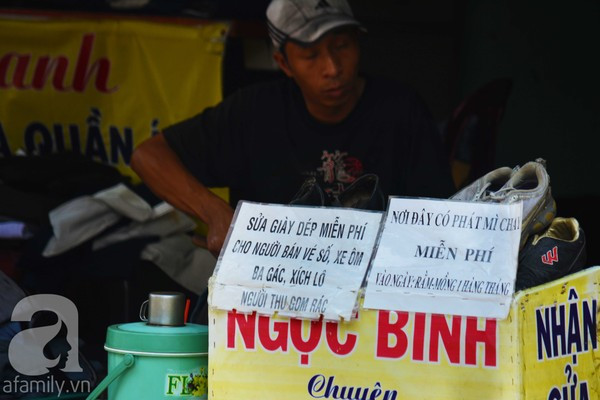 anh
QUẦN
SỬA GIÀY DÉP MIỄN PHÍ
CHO NGƯỜI BÁN VÉ SỐ, XE ÔM
BA GÁC, XÍCH LÔ
NGƯỜI THU GOM RÁC
NƠI ĐÂY CÓ PHÁT MÌ CHAY
MIỄN PHÍ
VÀO NGÀY: RẰM-MÔNG 1 HÀNG THÁNG
NGỌC BÌNH
Chuyên
NHẬN
SỬA
a
afamily.vn